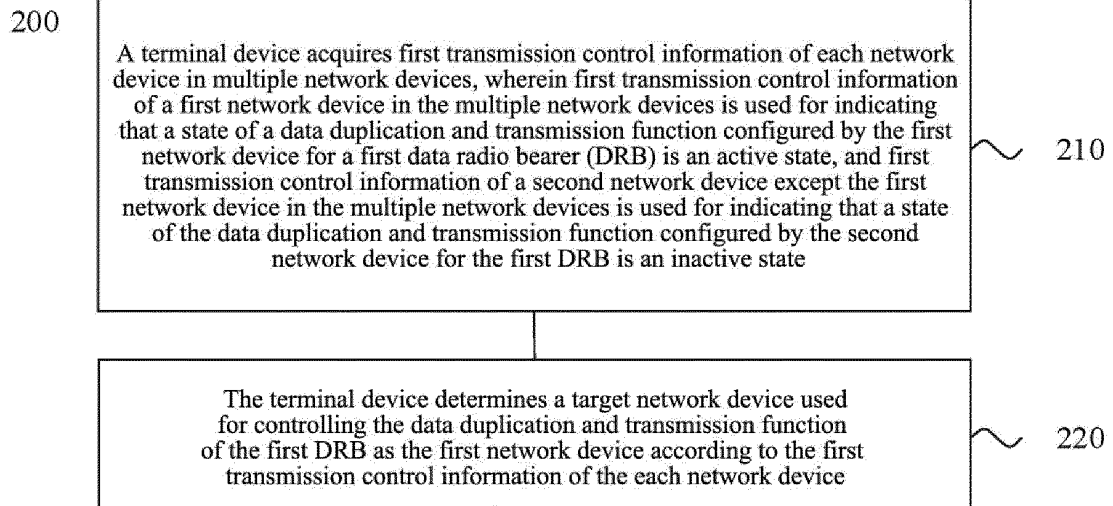 200
A terminal device acquires first transmission control information of each network
device in multiple network devices, wherein first transmission control information
of a first network device in the multiple network devices is used for indicating
that a state of a data duplication and transmission function configured by the first
network device for a first data radio bearer (DRB) is an active state, and first
transmission control information of a second network device except the first
network device in the multiple network devices is used for indicating that a state
of the data duplication and transmission function configured by the second
network device for the first DRB is an inactive state
210
The terminal device determines a target network device used
for controlling the data duplication and transmission function
of the first DRB as the first network device according to the first
transmission control information of the each network device
220